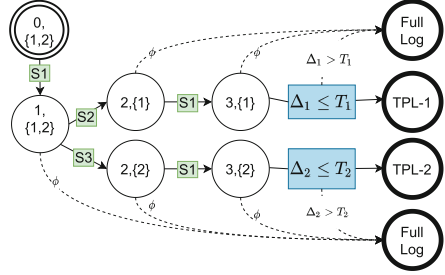 0,
{1,2}
S1
1,
{1,2}
S2
2,{1}
S1
3,{1}
Δ₁ ≤ T₁
TPL-1
Δ₁ > T₁
ϕ
ϕ
Full
Log
S3
2,{2}
S1
3,{2}
Δ₂ ≤ T₂
TPL-2
Δ₂ > T₂
ϕ
ϕ
ϕ
Full
Log